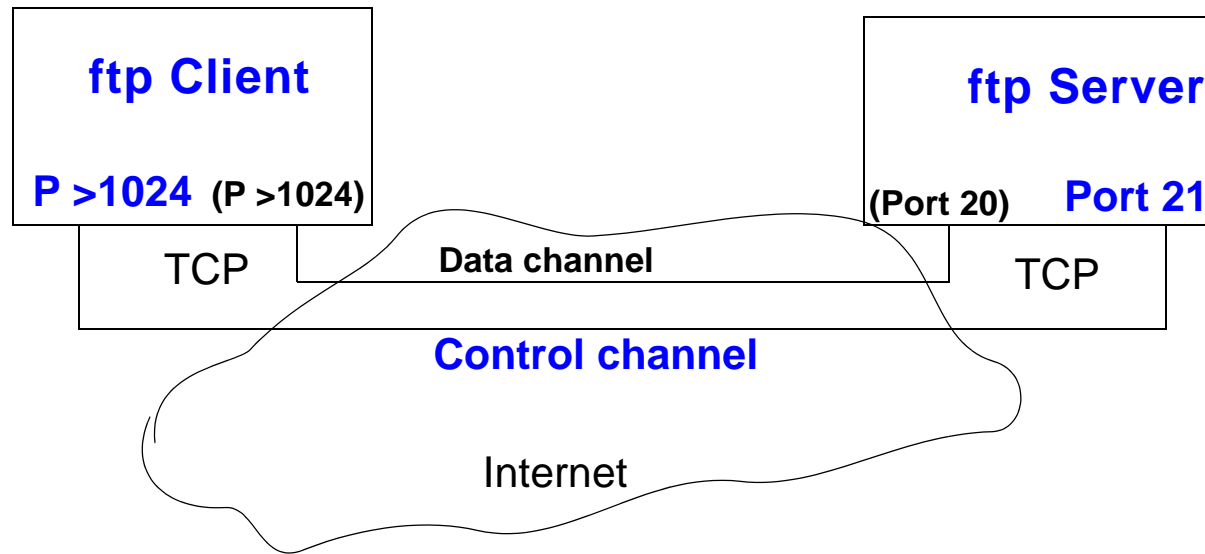 ftp Client
ftp Server
P >1024 (P >1024)
(Port 20) Port 21
TCP
Data channel
TCP
Control channel
Internet